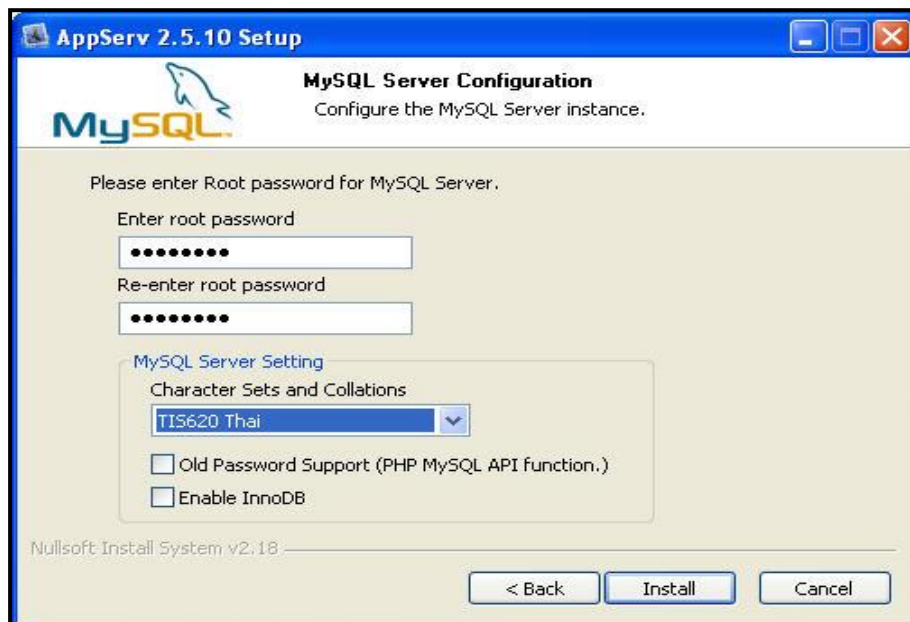 AppServ 2.5.10 Setup
MySQL
MySQL Server Configuration
Configure the MySQL Server instance.
Please enter Root password for MySQL Server.
Enter root password
••••••••
Re-enter root password
••••••••
MySQL Server Setting
Character Sets and Collations
TIS620 Thai
Old Password Support (PHP MySQL API function.)
Enable InnoDB
Nullsoft Install System v2.18
< Back Install Cancel